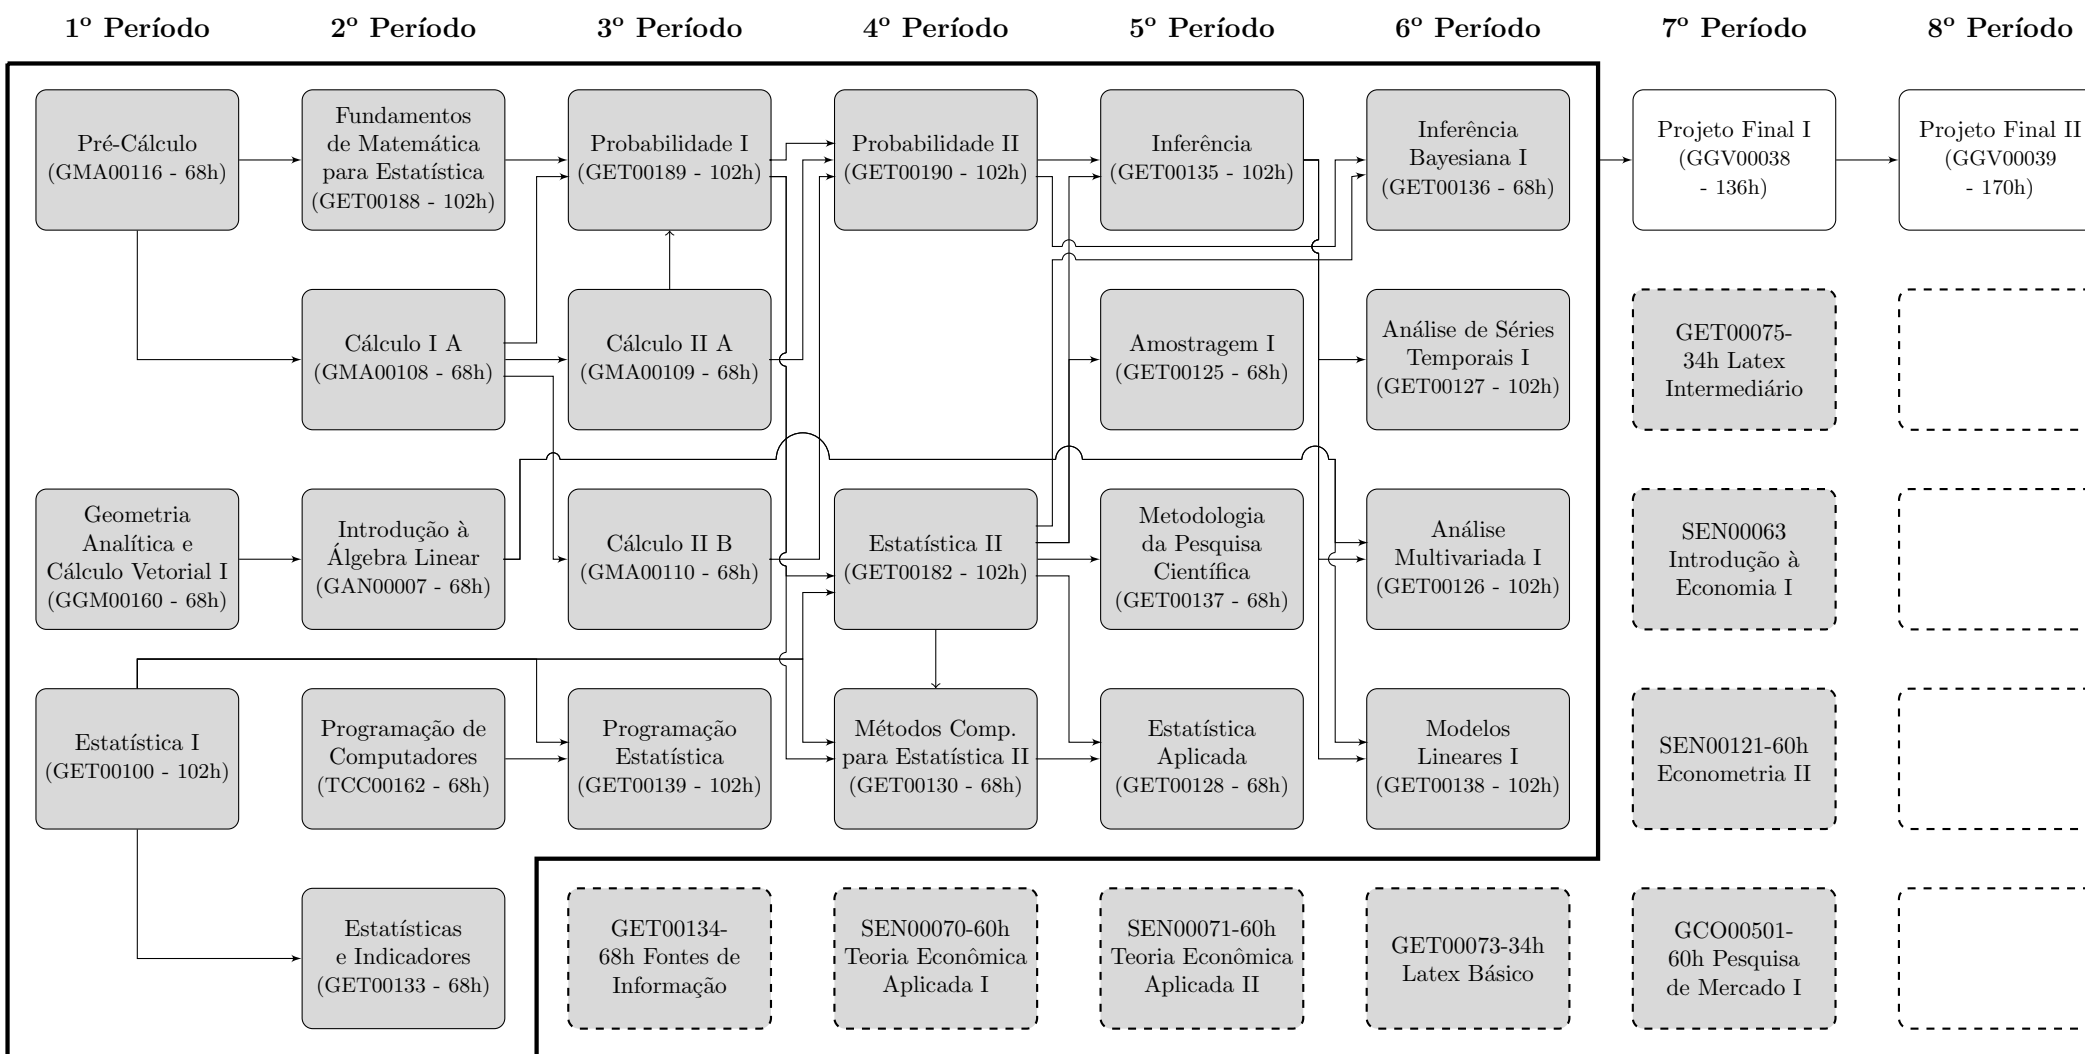 1º Período
2º Período
3º Período
4º Período
5º Período
6º Período
7º Período
8º Período
Pré-Cálculo
(GMA00116 - 68h)
Fundamentos
de Matemática
para Estatística
(GET00188 - 102h)
Probabilidade I
(GET00189 - 102h)
Probabilidade II
(GET00190 - 102h)
Inferência
(GET00135 - 102h)
Inferência
Bayesiana I
(GET00136 - 68h)
Projeto Final I
(GGV00038
- 136h)
Projeto Final II
(GGV00039
- 170h)
Cálculo I A
(GMA00108 - 68h)
Cálculo II A
(GMA00109 - 68h)
Amostragem I
(GET00125 - 68h)
Análise de Séries
Temporais I
(GET00127 - 102h)
GET00075-
34h Latex
Intermediário
Geometria
Analítica e
Cálculo Vetorial I
(GGM00160 - 68h)
Introdução à
Álgebra Linear
(GAN00007 - 68h)
Cálculo II B
(GMA00110 - 68h)
Estatística II
(GET00182 - 102h)
Metodologia
da Pesquisa
Científica
(GET00137 - 68h)
Análise
Multivariada I
(GET00126 - 102h)
SEN00063
Introdução à
Economia I
Estatística I
(GET00100 - 102h)
Programação de
Computadores
(TCC00162 - 68h)
Programação
Estatística
(GET00139 - 102h)
Métodos Comp.
para Estatística II
(GET00130 - 68h)
Estatística
Aplicada
(GET00128 - 68h)
Modelos
Lineares I
(GET00138 - 102h)
SEN00121-60h
Econometria II
Estatísticas
e Indicadores
(GET00133 - 68h)
GET00134-
68h Fontes de
Informação
SEN00070-60h
Teoria Econômica
Aplicada I
SEN00071-60h
Teoria Econômica
Aplicada II
GET00073-34h
Latex Básico
GCO00501-
60h Pesquisa
de Mercado I